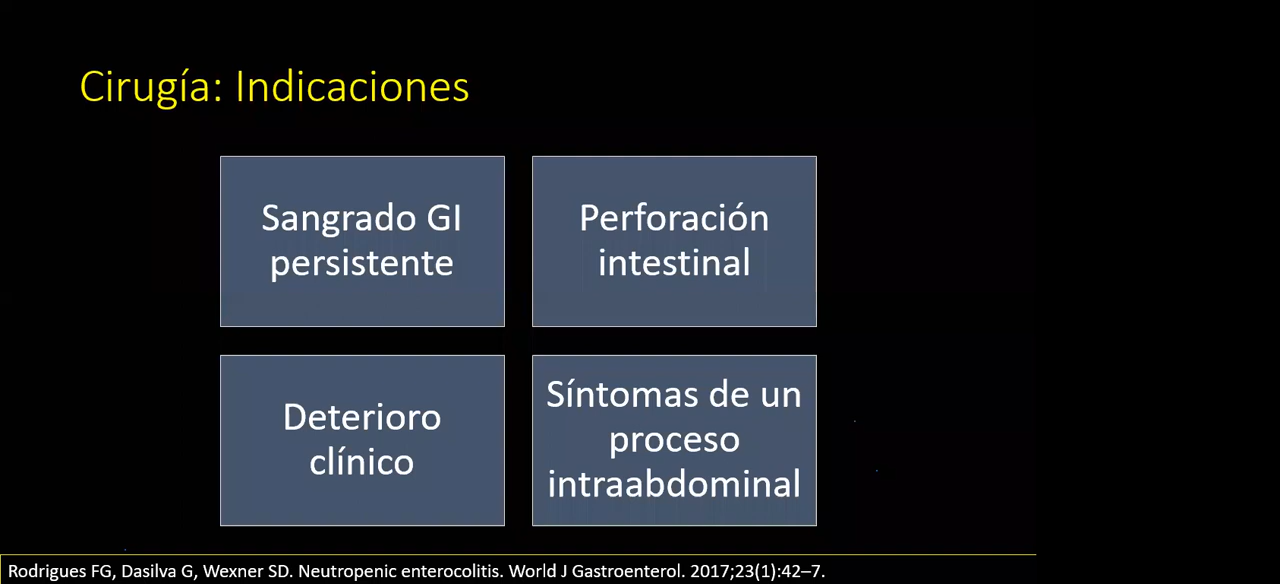 Cirugía: Indicaciones
Sangrado GI
persistente
Perforación
intestinal
Deterioro
clínico
Síntomas de un
proceso
intraabdominal
Rodrigues FG, Dasilva G, Wexner SD. Neutropenic enterocolitis. World J Gastroenterol. 2017;23(1):42–7.